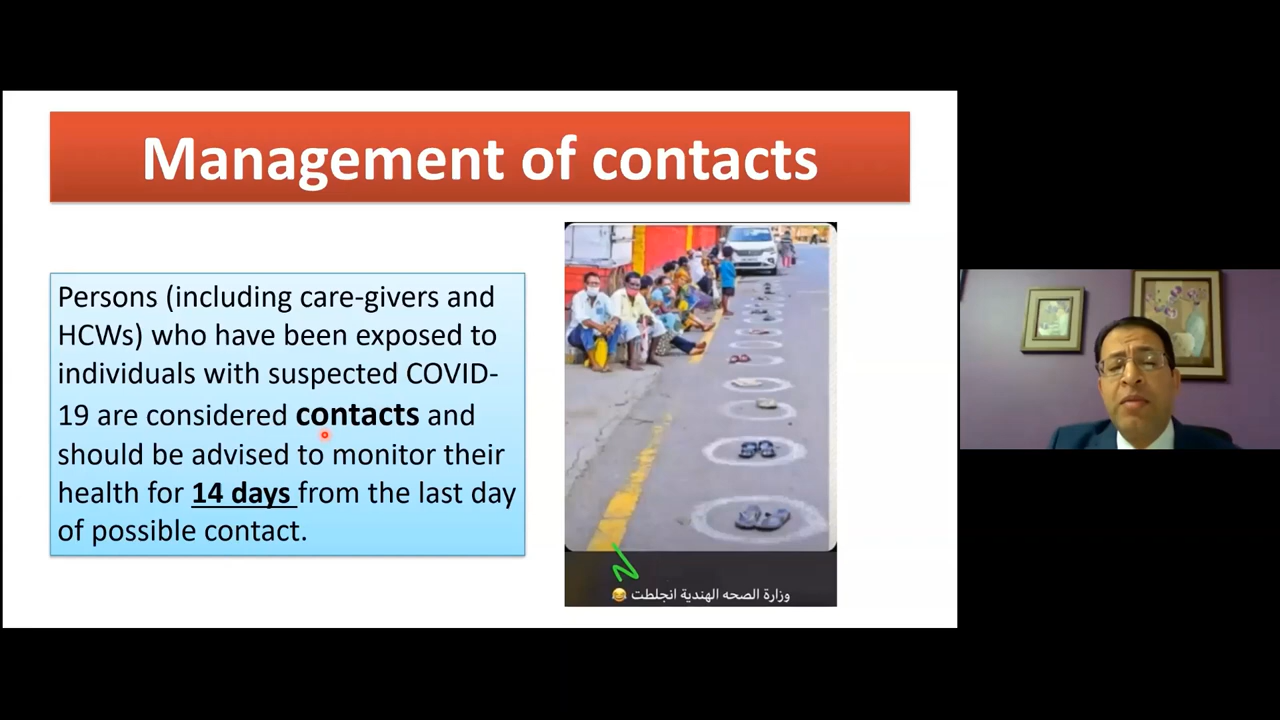 Management of contacts
Persons (including care-givers and
HCWs) who have been exposed to
individuals with suspected COVID-
19 are considered contacts and
should be advised to monitor their
health for 14 days from the last day
of possible contact.
وزارة الصحه الهندية انجلطت 😂